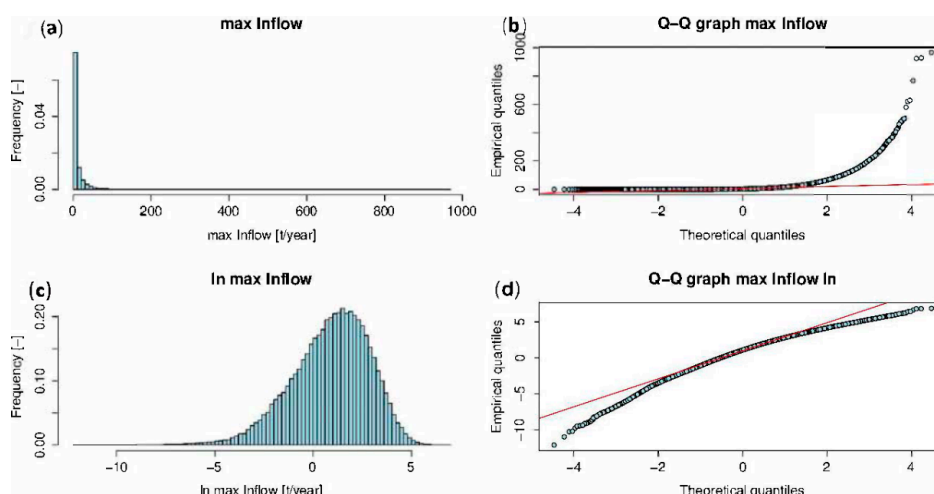 (a) max Inflow
Frequency [-]
0.04
0.00
0 200 400 600 800 1000
max Inflow [t/year]
(b) Q-Q graph max Inflow
Empirical quantiles
1000
600
200
0
-4 -2 0 2 4
Theoretical quantiles
(c) ln max Inflow
Frequency [-]
0.20
0.10
0.00
-10 -5 0 5
ln max Inflow [t/year]
(d) Q-Q graph max Inflow ln
Empirical quantiles
5
0
-5
-10
-4 -2 0 2 4
Theoretical quantiles